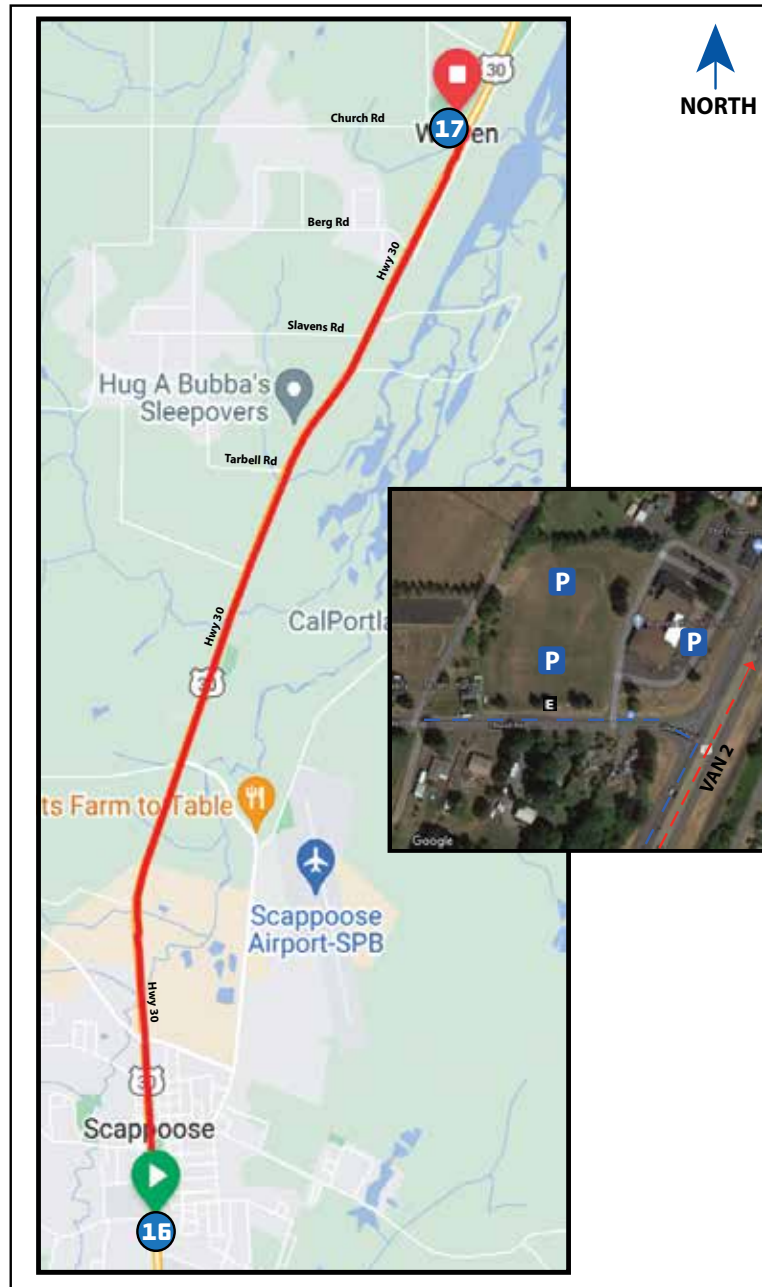 30
NORTH
Church Rd
17
Berg Rd
Hwy 30
Slavens Rd
Hug A Bubba's
Sleepovers
Tarbell Rd
Hwy 30
30
P
P
P
E
VAN 2
Google
ts Farm to Table
Scappoose
Airport-SPB
Hwy 30
30
Scappoose
16